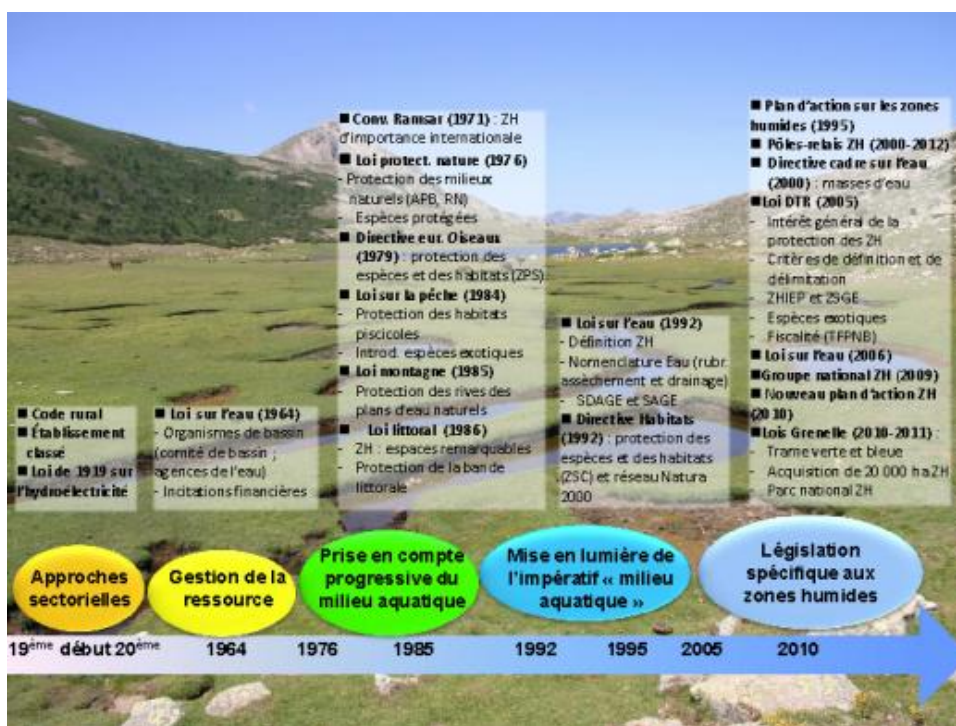 ■ Code rural
■ Établissement
classé
■ Loi de 1919 sur
l'hydroélectricité
■ Loi sur l'eau (1964)
- Organismes de bassin
(comité de bassin ;
agences de l'eau)
- Incitations financières
■ Conv. Ramsar (1971) : ZH
d'importance internationale
■ Loi protect. nature (1976)
- Protection des milieux
naturels (APB, RN)
- Espèces protégées
■ Directive eur. Oiseaux
(1979) : protection des
espèces et des habitats (ZPS)
■ Loi sur la pêche (1984)
- Protection des habitats
piscicoles
- Introd. espèces exotiques
■ Loi montagne (1985)
- Protection des rives des
plans d'eau naturels
■ Loi littoral (1986)
- ZH : espaces remarquables
- Protection de la bande
littorale
■ Loi sur l'eau (1992)
- Définition ZH
- Nomenclature Eau (rubr.
assèchement et drainage)
- SDAGE et SAGE
■ Directive Habitats
(1992) : protection des
espèces et des habitats
(ZSC) et réseau Natura
2000
■ Plan d'action sur les zones
humides (1995)
■ Pôles-relais ZH (2000-2012)
■ Directive cadre sur l'eau
(2000) : masses d'eau
■ Loi DTR (2005)
- Intérêt général de la
protection des ZH
- Critères de définition et de
délimitation
- ZHIEP et ZSGE
- Espèces exotiques
- Fiscalité (TFPNB)
■ Loi sur l'eau (2006)
■ Groupe national ZH (2009)
■ Nouveau plan d'action ZH
(2010)
■ Lois Grenelle (2010-2011) :
- Trame verte et bleue
- Acquisition de 20 000 ha ZH
- Parc national ZH
Approches
sectorielles
Gestion de la
ressource
Prise en compte
progressive du
milieu aquatique
Mise en lumière de
l'impératif « milieu
aquatique »
Législation
spécifique aux
zones humides
19ème début 20ème 1964 1976 1985 1992 1995 2005 2010